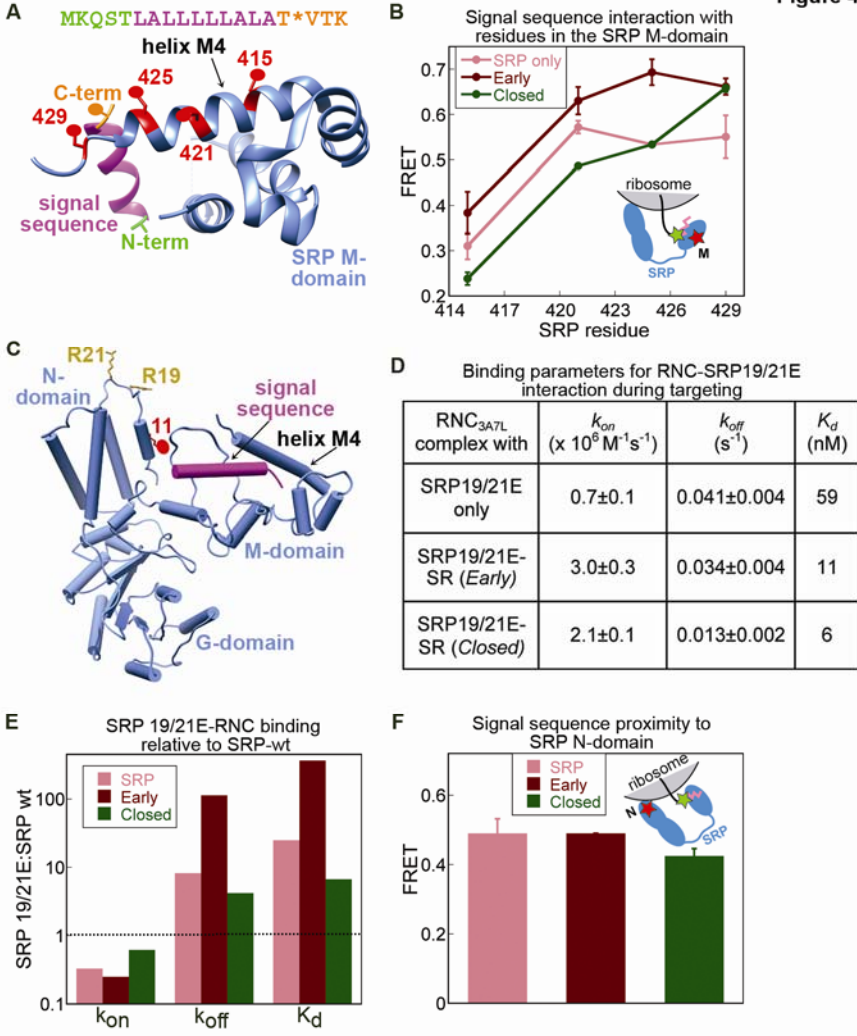 Figure 4
A
MKQSTLALLLLLALAT*VTK
helix M4
415
425
C-term
429
421
signal
sequence
N-term
SRP M-
domain
B
Signal sequence interaction with
residues in the SRP M-domain
SRP only
Early
Closed
0.7
0.6
0.5
0.4
0.3
0.2
FRET
ribosome
SRP
M
414 417 420 423 426 429
SRP residue
C
R21
N-
domain
R19
11
signal
sequence
helix M4
M-domain
G-domain
D
Binding parameters for RNC-SRP19/21E
interaction during targeting
RNC3A7L
complex with
kon
(x 10^6 M^-1s^-1)
koff
(s^-1)
Kd
(nM)
SRP19/21E
only
0.7±0.1
0.041±0.004
59
SRP19/21E-
SR (Early)
3.0±0.3
0.034±0.004
11
SRP19/21E-
SR (Closed)
2.1±0.1
0.013±0.002
6
E
SRP 19/21E-RNC binding
relative to SRP-wt
SRP
Early
Closed
100
10
1
0.1
SRP 19/21E:SRP wt
kon koff Kd
F
Signal sequence proximity to
SRP N-domain
SRP
Early
Closed
ribosome
N
SRP
0.6
0.4
0.2
0
FRET